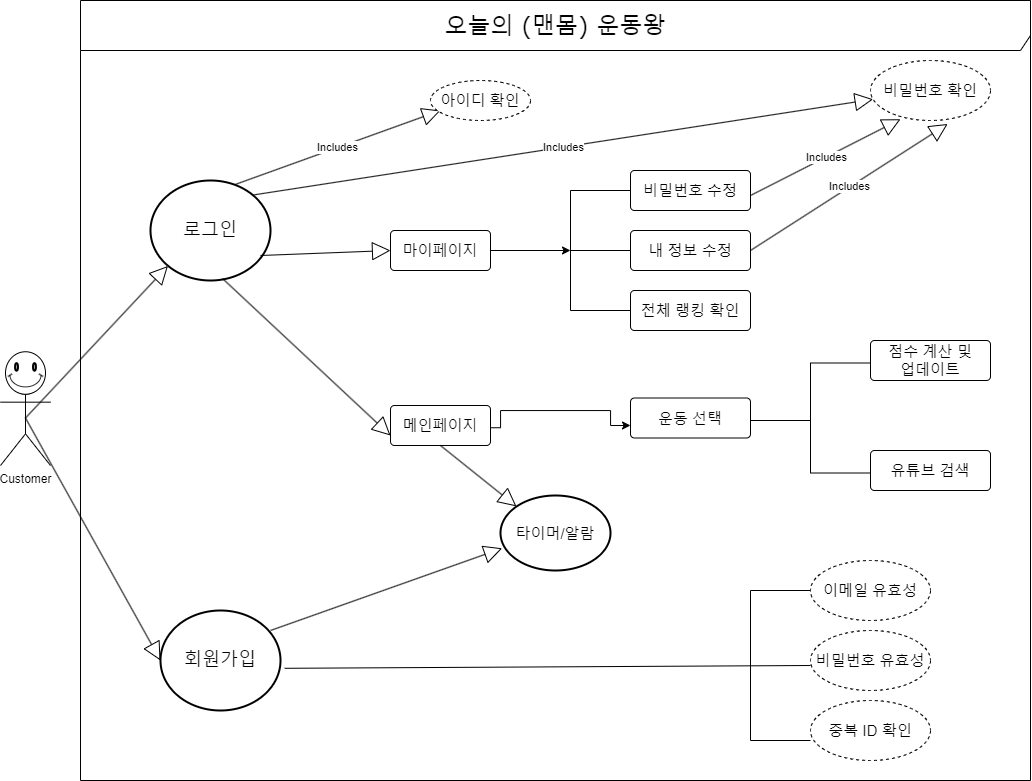 오늘의 (맨몸) 운동왕
아이디 확인
비밀번호 확인
Includes
Includes
Includes
Includes
로그인
비밀번호 수정
마이페이지
내 정보 수정
전체 랭킹 확인
점수 계산 및
업데이트
메인페이지
운동 선택
유튜브 검색
Customer
타이머/알람
이메일 유효성
회원가입
비밀번호 유효성
중복 ID 확인